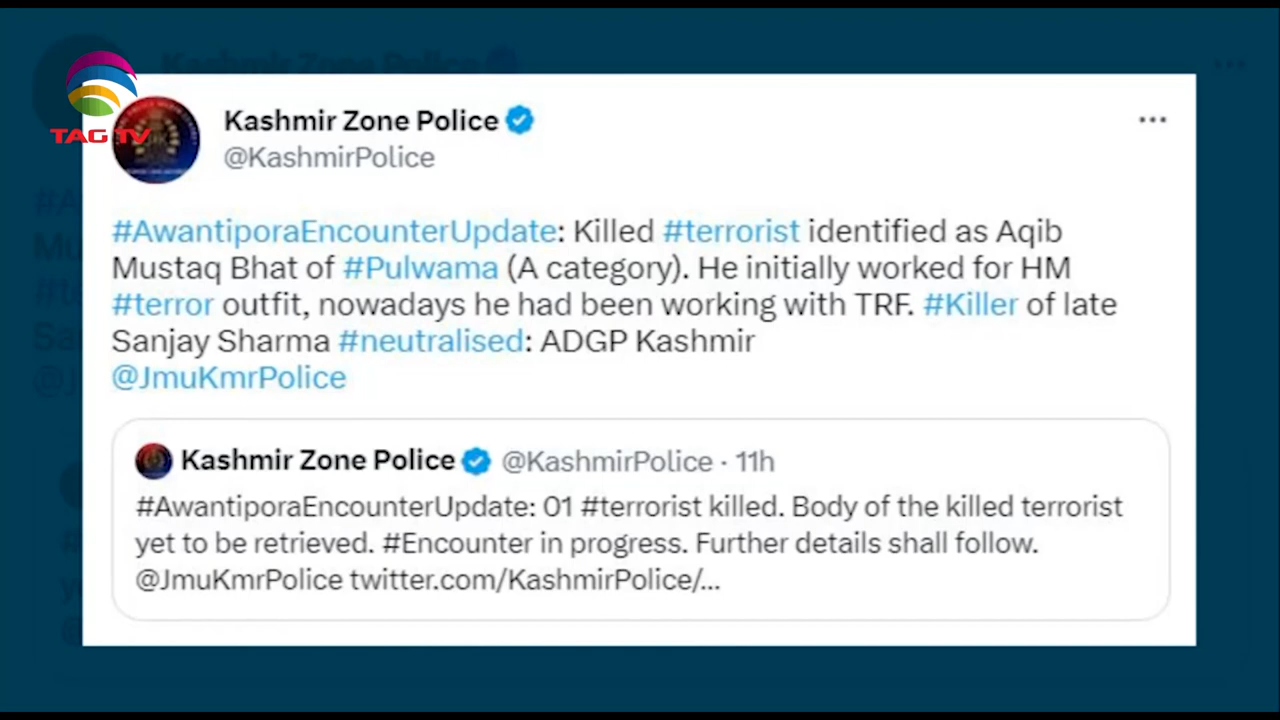 TAG TV
Kashmir Zone Police
@KashmirPolice
#AwantiporaEncounterUpdate: Killed #terrorist identified as Aqib
Mustaq Bhat of #Pulwama (A category). He initially worked for HM
#terror outfit, nowadays he had been working with TRF. #Killer of late
Sanjay Sharma #neutralised: ADGP Kashmir
@JmuKmrPolice
Kashmir Zone Police @KashmirPolice · 11h
#AwantiporaEncounterUpdate: 01 #terrorist killed. Body of the killed terrorist
yet to be retrieved. #Encounter in progress. Further details shall follow.
@JmuKmrPolice twitter.com/KashmirPolice/...